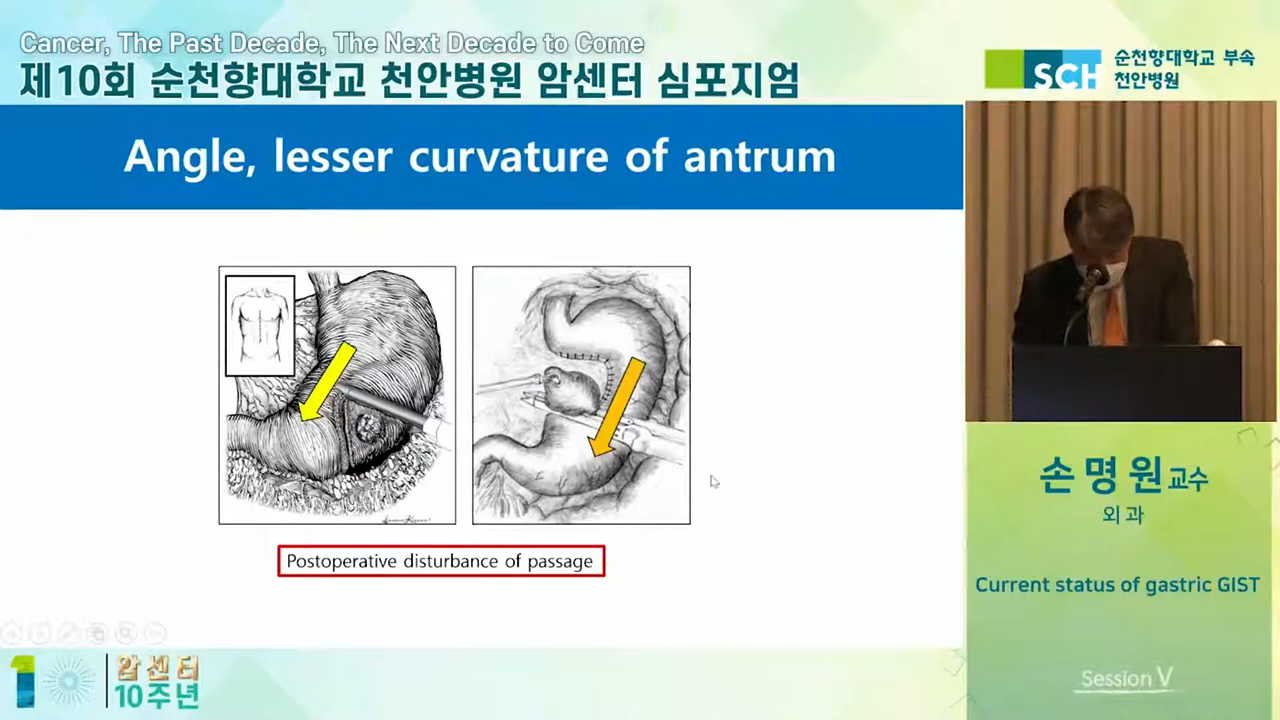 Cancer, The Past Decade, The Next Decade to Come
제10회 순천향대학교 천안병원 암센터 심포지엄
SCH
순천향대학교 부속
천안병원
Angle, lesser curvature of antrum
Postoperative disturbance of passage
손명원 교수
외과
Current status of gastric GIST
Session V
10
암센터
10주년